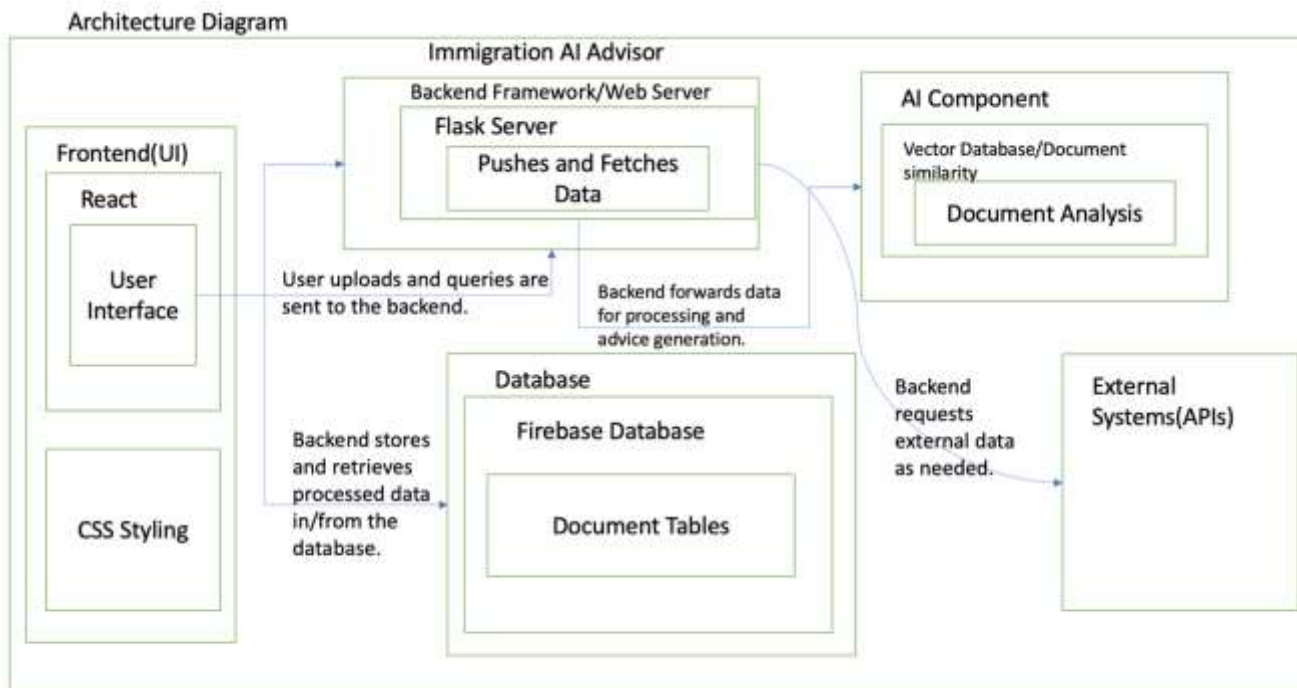 Architecture Diagram
Immigration AI Advisor
Frontend(UI)
React
User
Interface
CSS Styling
Backend Framework/Web Server
Flask Server
Pushes and Fetches
Data
User uploads and queries are
sent to the backend.
Backend forwards data
for processing and
advice generation.
AI Component
Vector Database/Document
similarity
Document Analysis
Backend stores
and retrieves
processed data
in/from the
database.
Database
Firebase Database
Document Tables
Backend
requests
external data
as needed.
External
Systems(APIs)